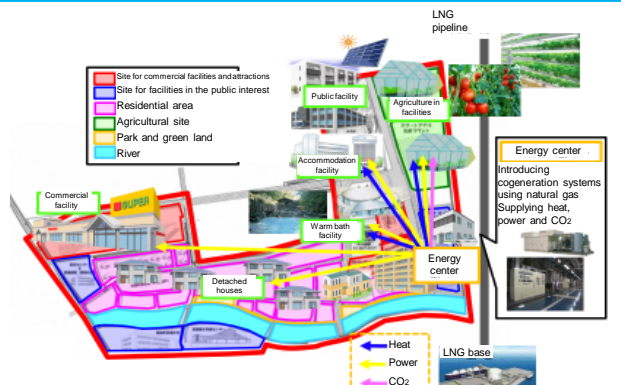 LNG
pipeline
Site for commercial facilities and attractions
Site for facilities in the public interest
Residential area
Agricultural site
Park and green land
River
Public facility
Agriculture in
facilities
Accommodation
facility
Commercial
facility
SUPER
Warm bath
facility
Detached
houses
Energy
center
Energy center
Introducing
cogeneration systems
using natural gas
Supplying heat,
power and CO2
Heat
Power
CO2
LNG base